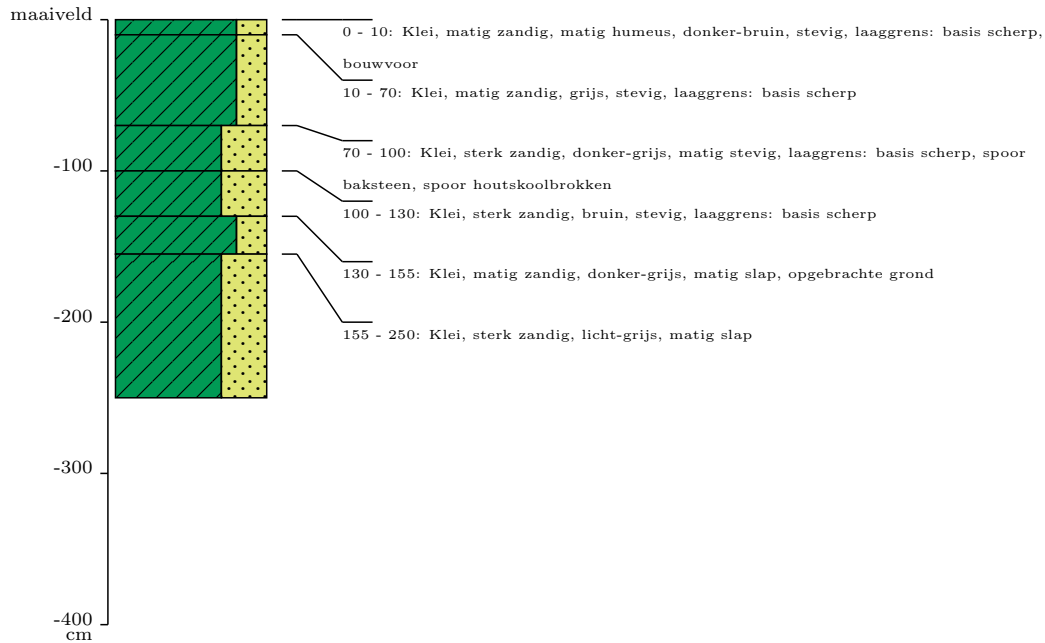 maaiveld
0 - 10: Klei, matig zandig, matig humeus, donker-bruin, stevig, laaggrens: basis scherp,
bouwvoor
10 - 70: Klei, matig zandig, grijs, stevig, laaggrens: basis scherp
70 - 100: Klei, sterk zandig, donker-grijs, matig stevig, laaggrens: basis scherp, spoor
baksteen, spoor houtskoolbrokken
-100
100 - 130: Klei, sterk zandig, bruin, stevig, laaggrens: basis scherp
130 - 155: Klei, matig zandig, donker-grijs, matig slap, opgebrachte grond
-200
155 - 250: Klei, sterk zandig, licht-grijs, matig slap
-300
-400
cm